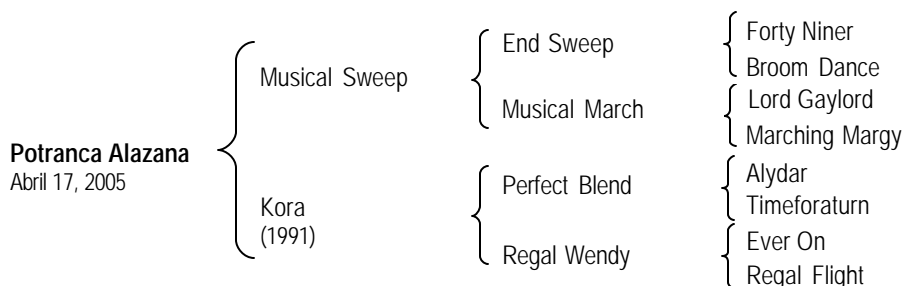 Potranca Alazana
Abril 17, 2005
Musical Sweep
Kora
(1991)
End Sweep
Musical March
Perfect Blend
Regal Wendy
Forty Niner
Broom Dance
Lord Gaylord
Marching Margy
Alydar
Timeforaturn
Ever On
Regal Flight